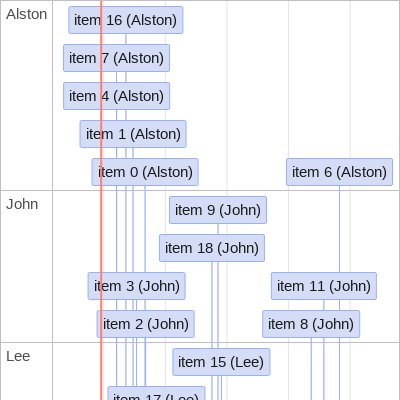 Alston
item 16 (Alston)
item 7 (Alston)
item 4 (Alston)
item 1 (Alston)
item 0 (Alston)
item 6 (Alston)
John
item 9 (John)
item 18 (John)
item 3 (John)
item 11 (John)
item 2 (John)
item 8 (John)
Lee
item 15 (Lee)
item 17 (Lee)